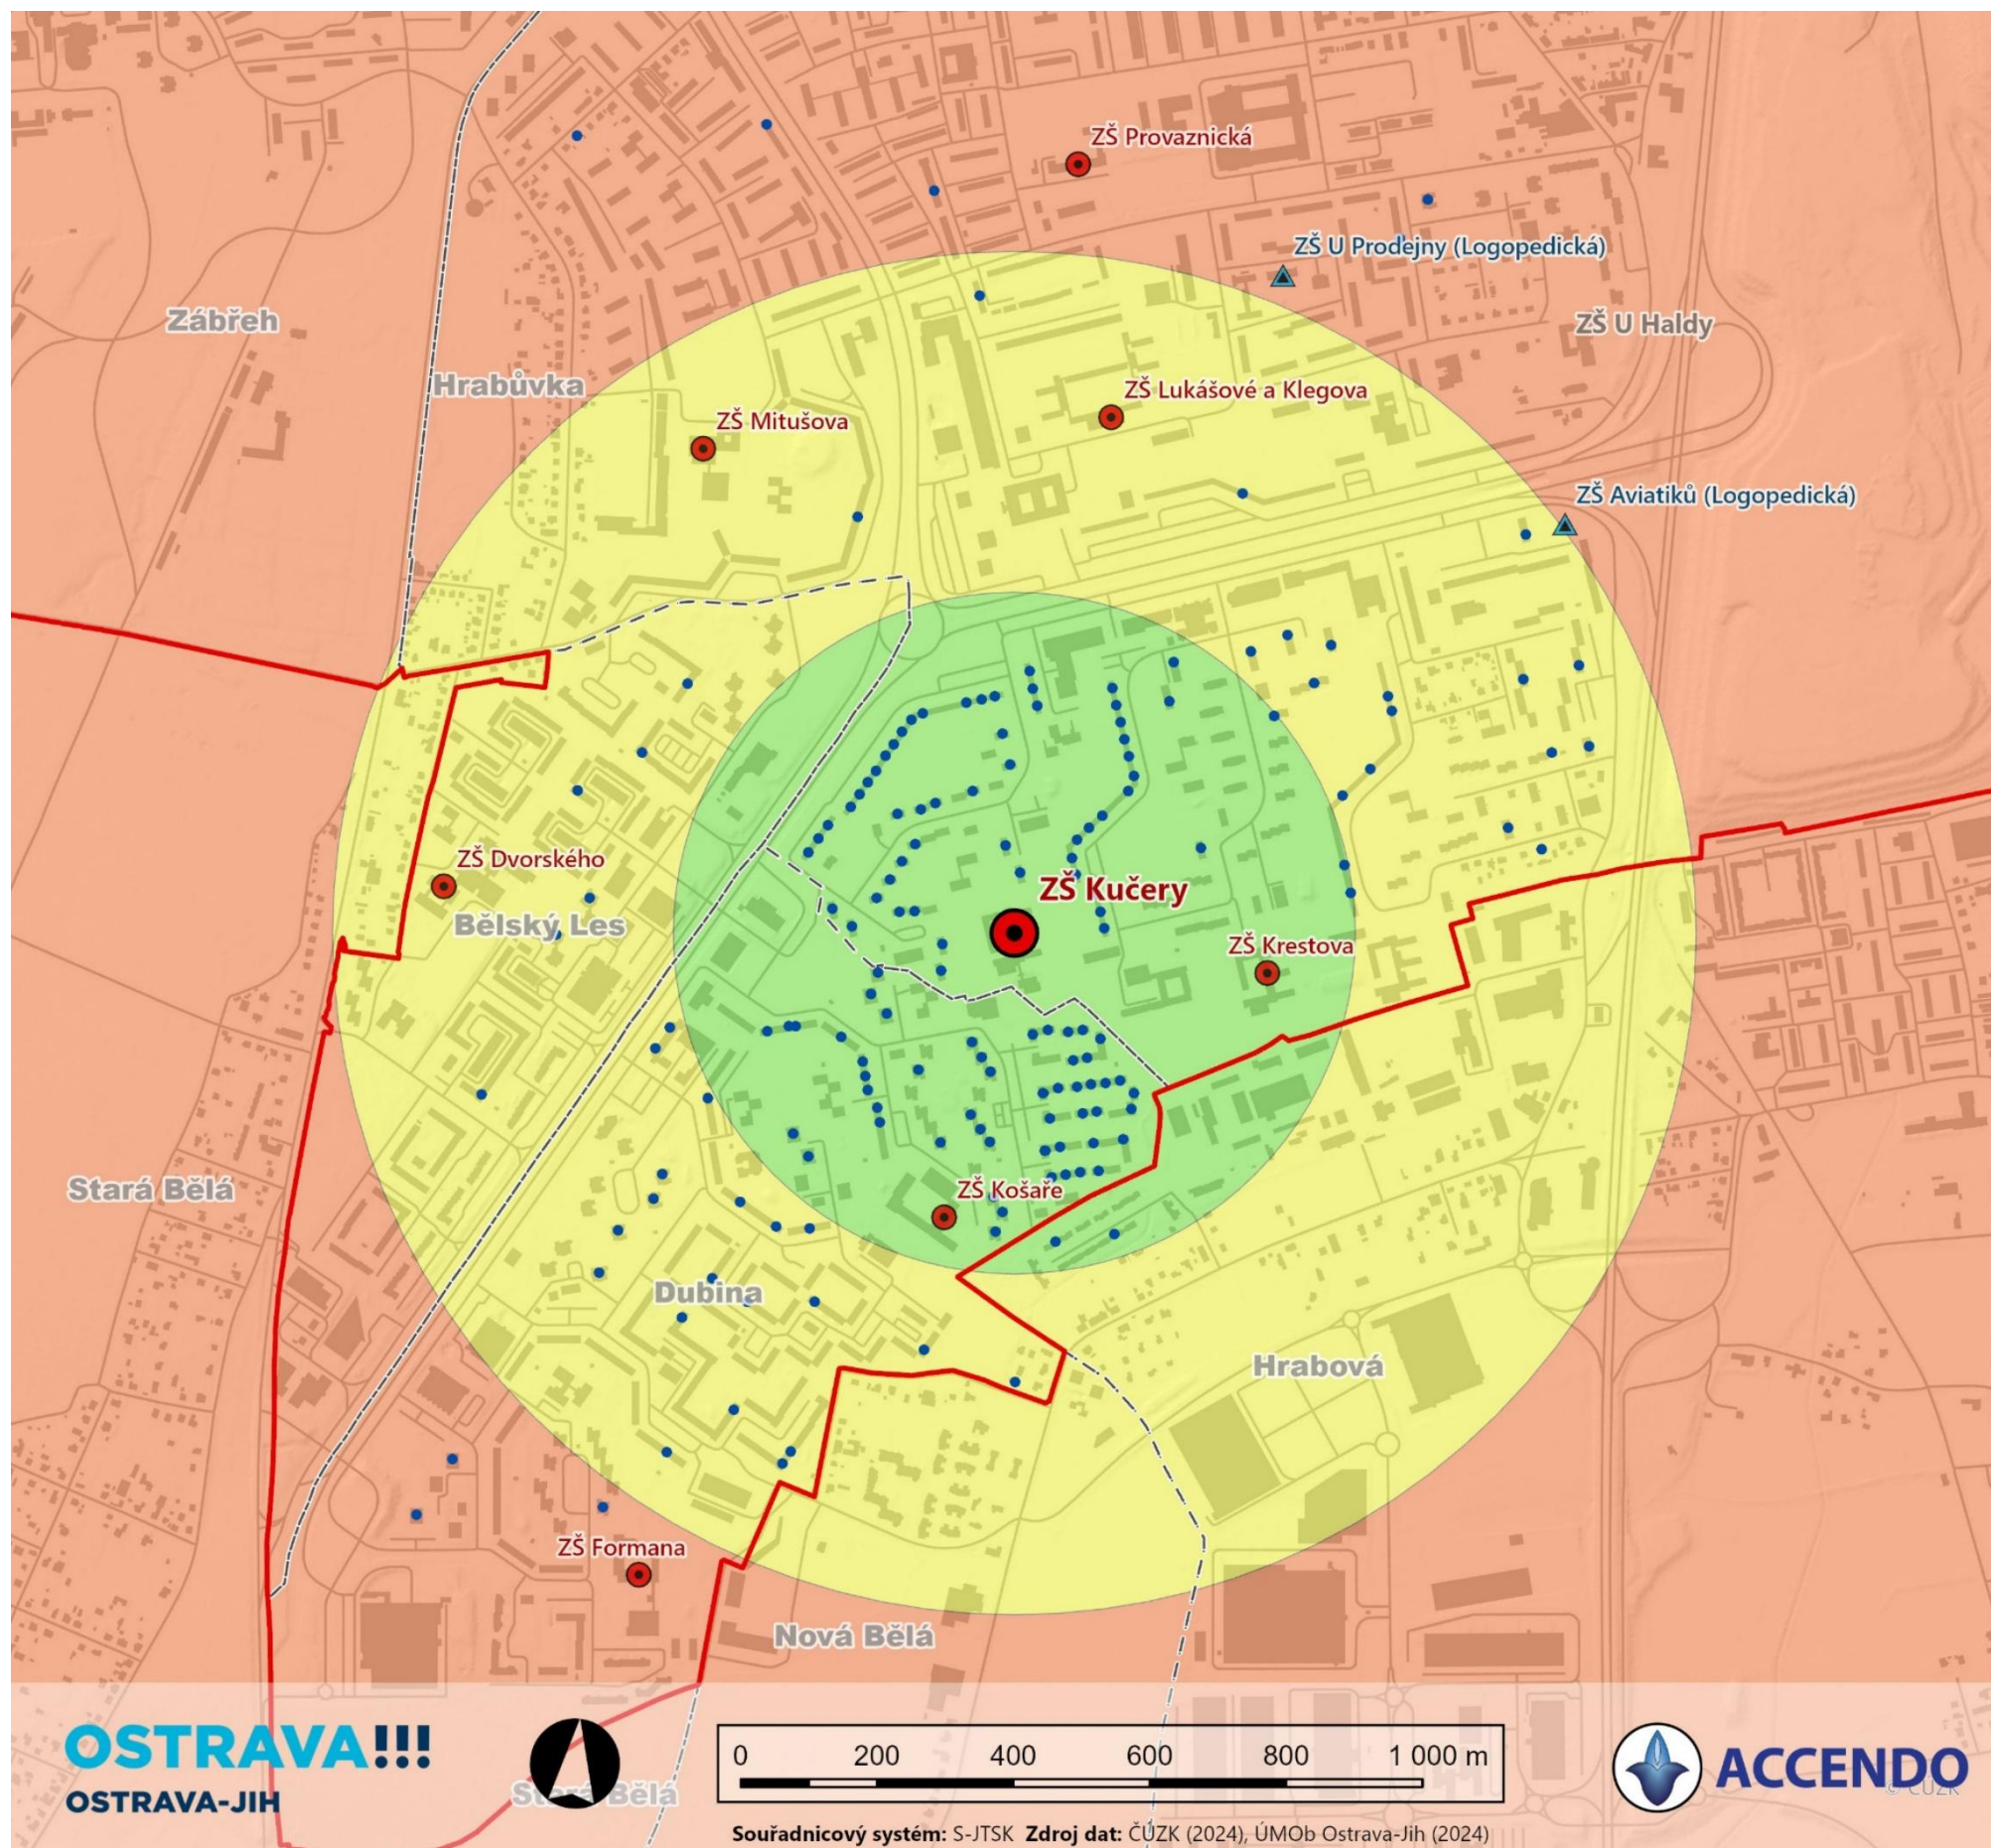 ZŠ Provaznická
ZŠ U Prodejny (Logopedická)
Zábřeh
ZŠ U Haldy
Hrabůvka
ZŠ Lukášové a Klegova
ZŠ Mitušova
ZŠ Aviatiků (Logopedická)
ZŠ Dvorského
ZŠ Kučery
Bělský Les
ZŠ Krestova
Stará Bělá
ZŠ Košaře
Dubina
Hrabová
ZŠ Formana
Nová Bělá
OSTRAVA!!!
OSTRAVA-JIH
Stará Bělá
0 200 400 600 800 1 000 m
ACCENDO
© ČÚZK
Souřadnicový systém: S-JTSK Zdroj dat: ČÚZK (2024), ÚMOb Ostrava-Jih (2024)